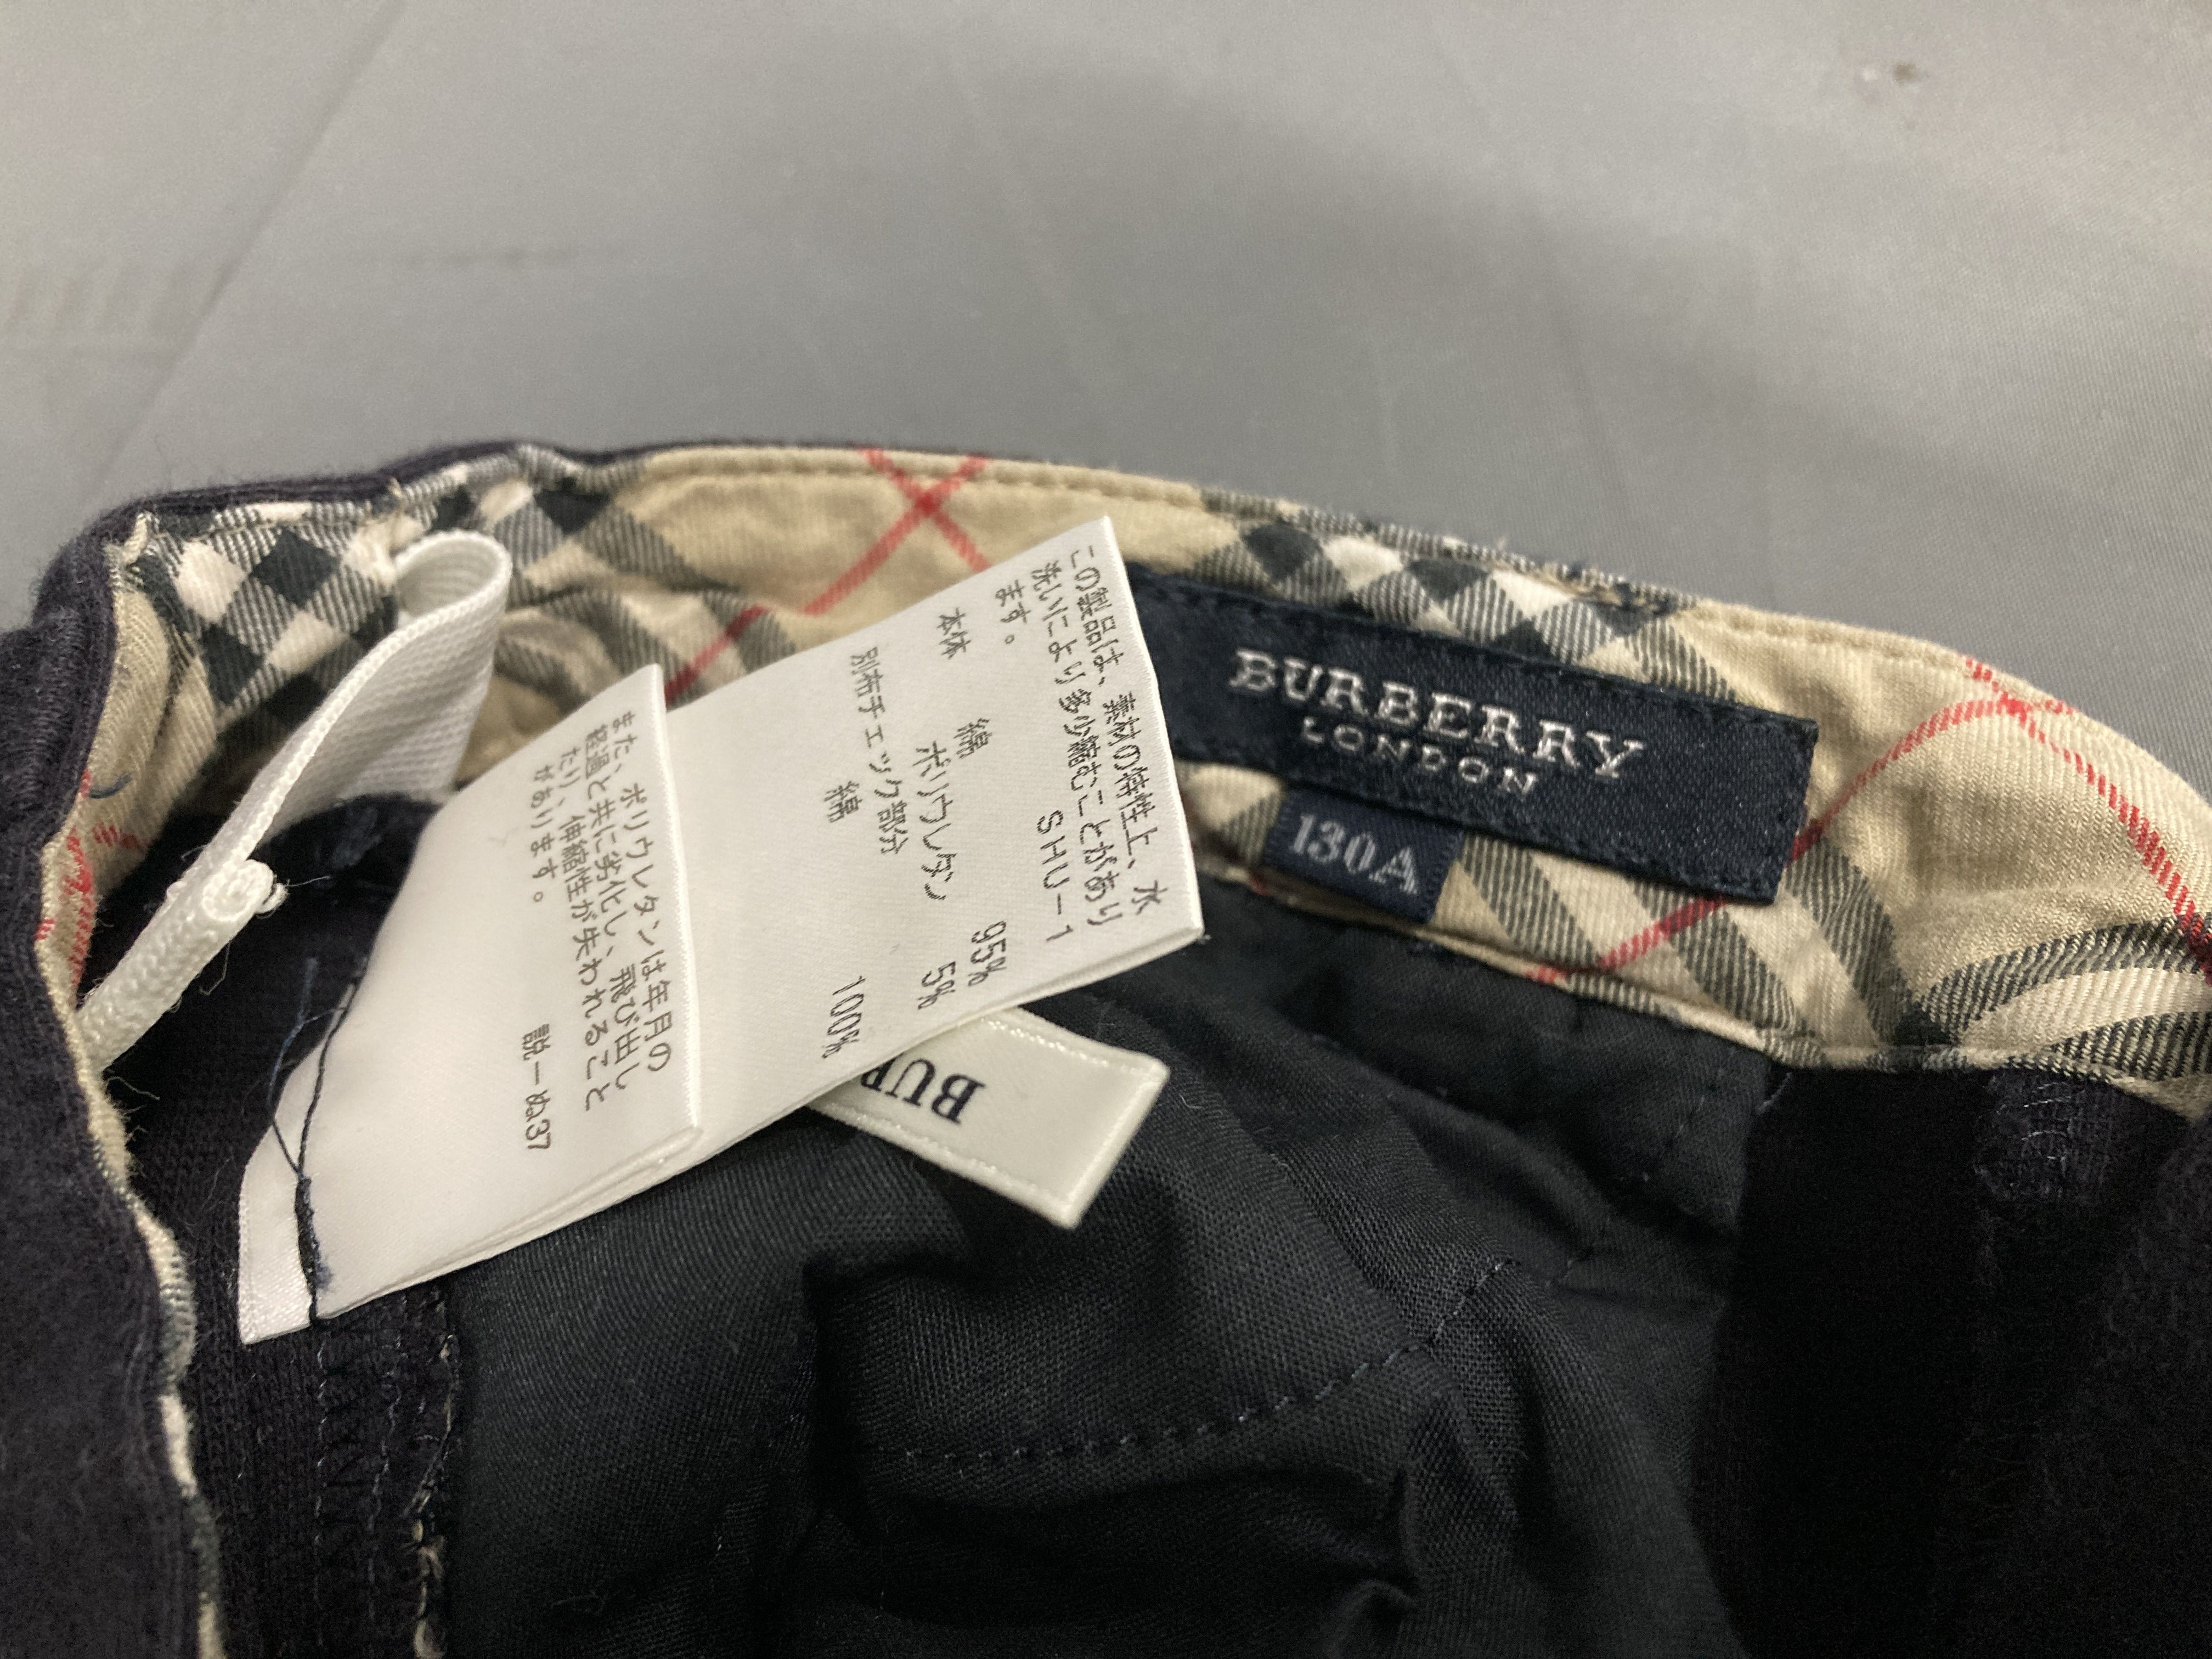 BURBERRY
LONDON
130A
この製品は、素材の特性上、水
洗いにより多少縮むことがあり
ます。 SHU-1
本体 綿 95%
ポリウレタン 5%
別布チェック部分
綿 100%
また、ポリウレタンは年月の
経過と共に劣化し、飛び出し
たり、伸縮性が失われること
があります。
説-ぬ37
BUR